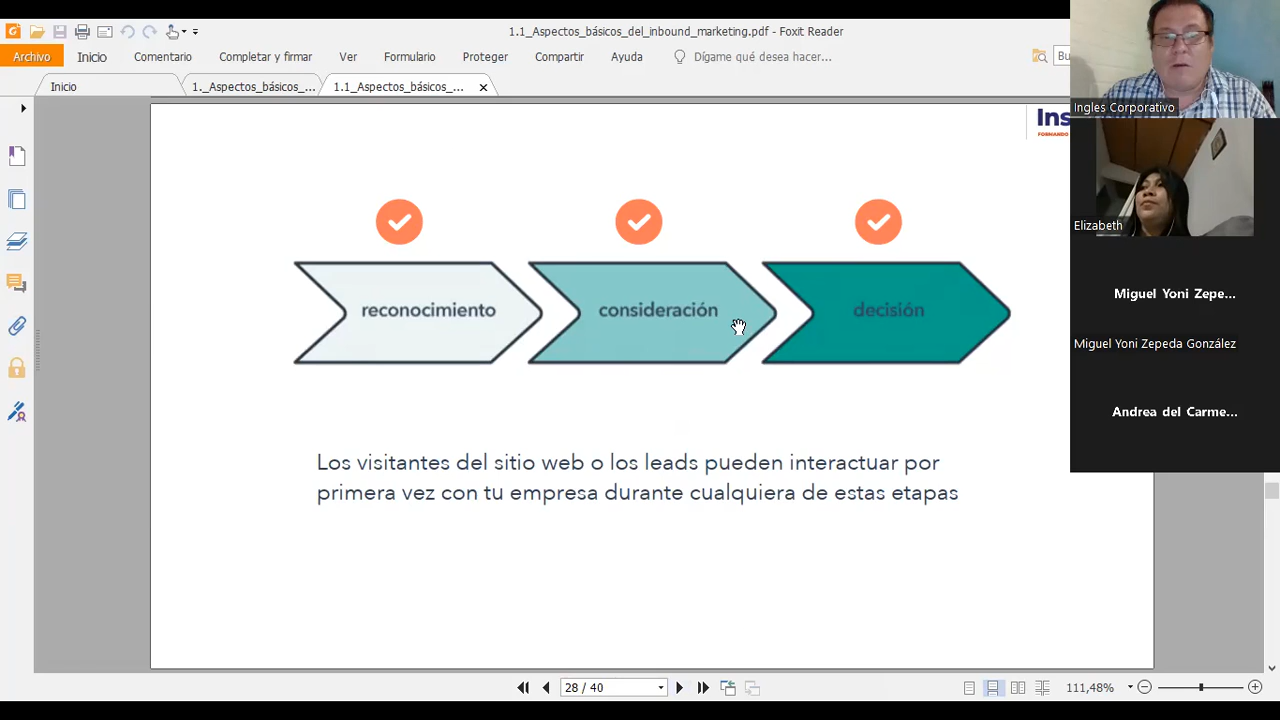 1.1_Aspectos_básicos_del_inbound_marketing.pdf - Foxit Reader
Archivo Inicio Comentario Completar y firmar Ver Formulario Proteger Compartir Ayuda Dígame qué desea hacer... Bu
Inicio 1._Aspectos_básicos_... 1.1_Aspectos_básicos_...
Ingles Corporativo
Ins
FORMANDO
Elizabeth
reconocimiento consideración decisión
Miguel Yoni Zepe...
Miguel Yoni Zepeda González
Andrea del Carme...
Los visitantes del sitio web o los leads pueden interactuar por
primera vez con tu empresa durante cualquiera de estas etapas
28 / 40 111,48%